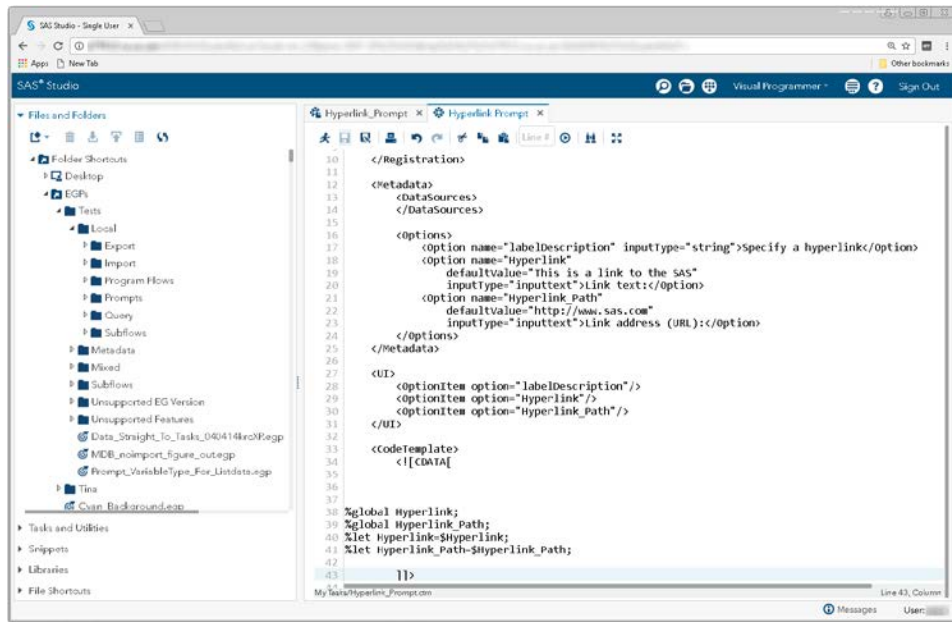 SAS Studio - Single User
Apps New Tab Other bookmarks
SAS® Studio Visual Programmer Sign Out
Files and Folders
Folder Shortcuts
Desktop
EGPs
Tests
Local
Export
Import
Program Flows
Prompts
Query
Subflows
Metadata
Mixed
Subflows
Unsupported EG Version
Unsupported Features
Data_Straight_To_Tasks_040414krcXP.egp
MDB_noimport_figure_out.egp
Prompt_VariableType_For_Listdata.egp
Tina
Cyan_Background.egp
Tasks and Utilities
Snippets
Libraries
File Shortcuts
Hyperlink_Prompt Hyperlink Prompt
Line #
10 </Registration>
11
12 <Metadata>
13 <DataSources>
14 </DataSources>
15
16 <Options>
17 <Option name="labelDescription" inputType="string">Specify a hyperlink</Option>
18 <Option name="Hyperlink"
19 defaultValue="This is a link to the SAS"
20 inputType="inputtext">Link text:</Option>
21 <Option name="Hyperlink_Path"
22 defaultValue="http://www.sas.com"
23 inputType="inputtext">Link address (URL):</Option>
24 </Options>
25 </Metadata>
26
27 <UI>
28 <OptionItem option="labelDescription"/>
29 <OptionItem option="Hyperlink"/>
30 <OptionItem option="Hyperlink_Path"/>
31 </UI>
32
33 <CodeTemplate>
34 <![CDATA[
35
36
37
38 %global Hyperlink;
39 %global Hyperlink_Path;
40 %let Hyperlink=$Hyperlink;
41 %let Hyperlink_Path=$Hyperlink_Path;
42
43 ]]>
My Tasks/Hyperlink_Prompt.ctm Line 43, Column
Messages User: